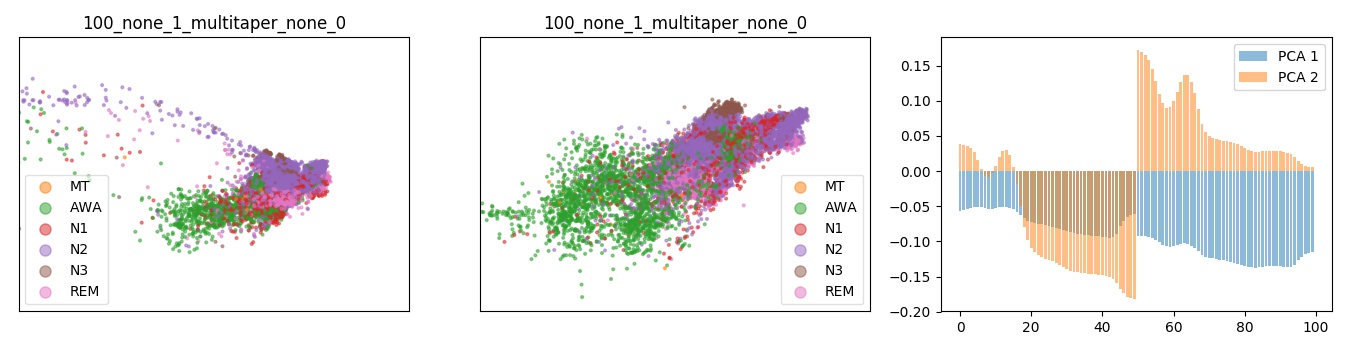 100_none_1_multitaper_none_0
MT
AWA
N1
N2
N3
REM
100_none_1_multitaper_none_0
MT
AWA
N1
N2
N3
REM
PCA 1
PCA 2
0.15
0.10
0.05
0.00
−0.05
−0.10
−0.15
−0.20
0 20 40 60 80 100